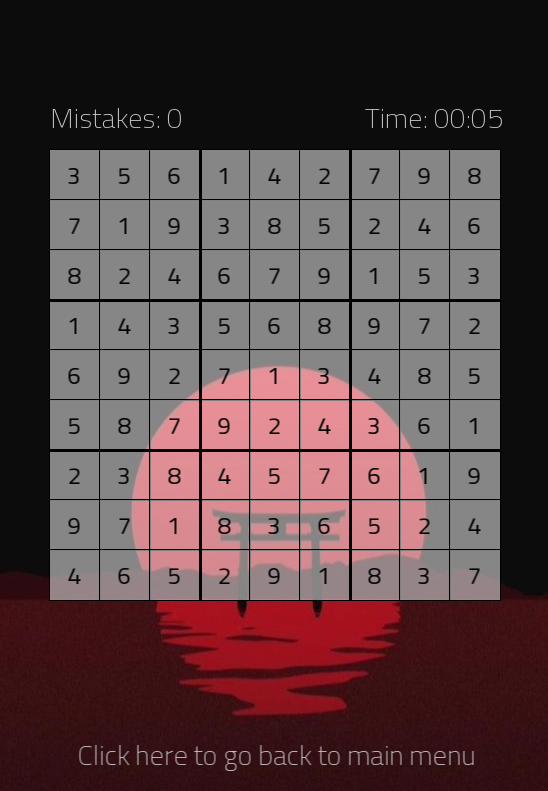 Mistakes: 0 Time: 00:05
3 5 6 1 4 2 7 9 8
7 1 9 3 8 5 2 4 6
8 2 4 6 7 9 1 5 3
1 4 3 5 6 8 9 7 2
6 9 2 7 1 3 4 8 5
5 8 7 9 2 4 3 6 1
2 3 8 4 5 7 6 1 9
9 7 1 8 3 6 5 2 4
4 6 5 2 9 1 8 3 7
Click here to go back to main menu